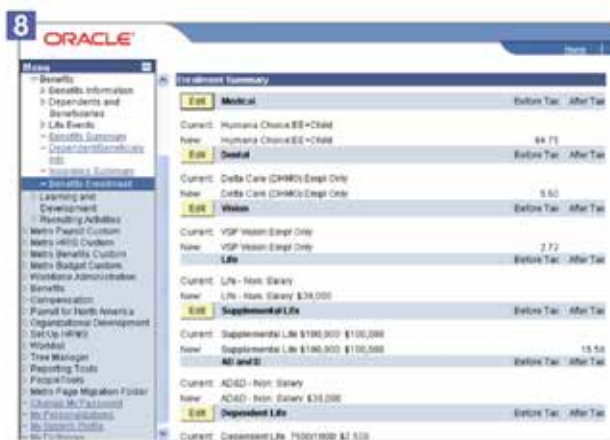 8
ORACLE
Home
Menu
Benefits
Benefits Information
Dependents and
Beneficiaries
Life Events
Benefits Summary
Dependent/Beneficiary
Info
Insurance Summary
Benefits Enrollment
Learning and
Development
Recruiting Activities
Metro Payroll Custom
Metro HRIS Custom
Metro Benefits Custom
Metro Budget Custom
Workforce Administration
Benefits
Compensation
Payroll for North America
Organizational Development
Set Up HRMS
Worklist
Tree Manager
Reporting Tools
PeopleTools
Metro Page Migration Folder
Change My Password
My Personalizations
My System Profile
My Dictionary
Enrollment Summary
Edit Medical Before Tax After Tax
Current: Humana Choice:EE+Child
New: Humana Choice:EE+Child 64.75
Edit Dental Before Tax After Tax
Current: Delta Care (DHMO):Empl Only
New: Delta Care (DHMO):Empl Only
Edit Vision Before Tax After Tax
Current: VSP Vision:Empl Only
New: VSP Vision:Empl Only 2.72
Life Before Tax After Tax
Current: Life - Non: Salary
New: Life - Non: Salary
Edit Supplemental Life Before Tax After Tax
Current: Supplemental Life $100,000: $100,000
New: Supplemental Life $100,000: $100,000 15.50
AD and D Before Tax After Tax
Current: AD&D - Non: Salary
New: AD&D - Non: Salary
Edit Dependent Life Before Tax After Tax
Current: Dependent Life